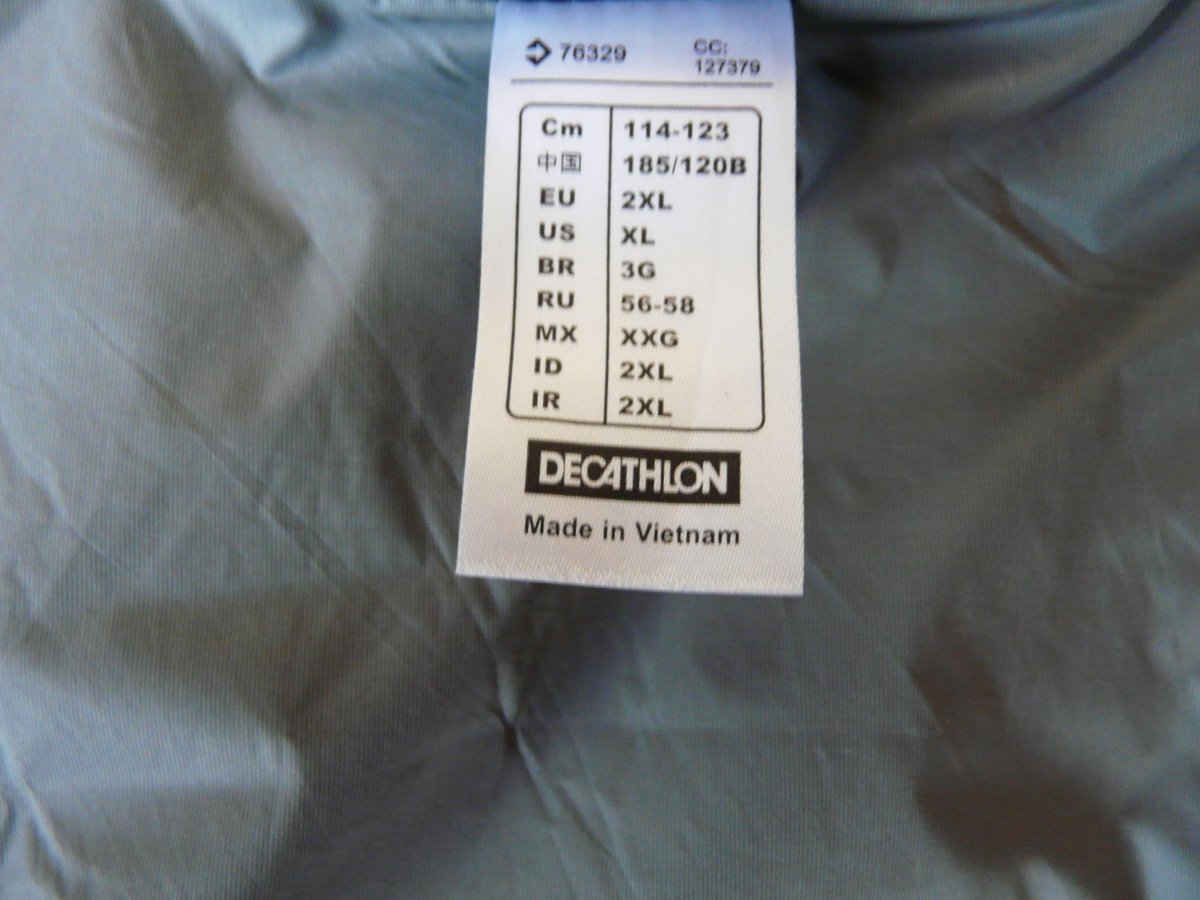 76329 CC:
127379
Cm 114-123
中国 185/120B
EU 2XL
US XL
BR 3G
RU 56-58
MX XXG
ID 2XL
IR 2XL
DECATHLON
Made in Vietnam